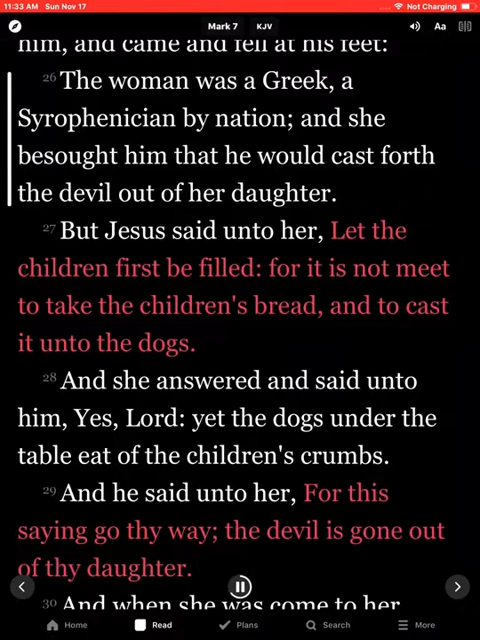 11:33 AM Sun Nov 17 Not Charging
Mark 7 KJV Aa
him, and came and fell at his feet:
26 The woman was a Greek, a
Syrophenician by nation; and she
besought him that he would cast forth
the devil out of her daughter.
27 But Jesus said unto her, Let the
children first be filled: for it is not meet
to take the children's bread, and to cast
it unto the dogs.
28 And she answered and said unto
him, Yes, Lord: yet the dogs under the
table eat of the children's crumbs.
29 And he said unto her, For this
saying go thy way; the devil is gone out
of thy daughter.
30 And when she was come to her
Home Read Plans Search More